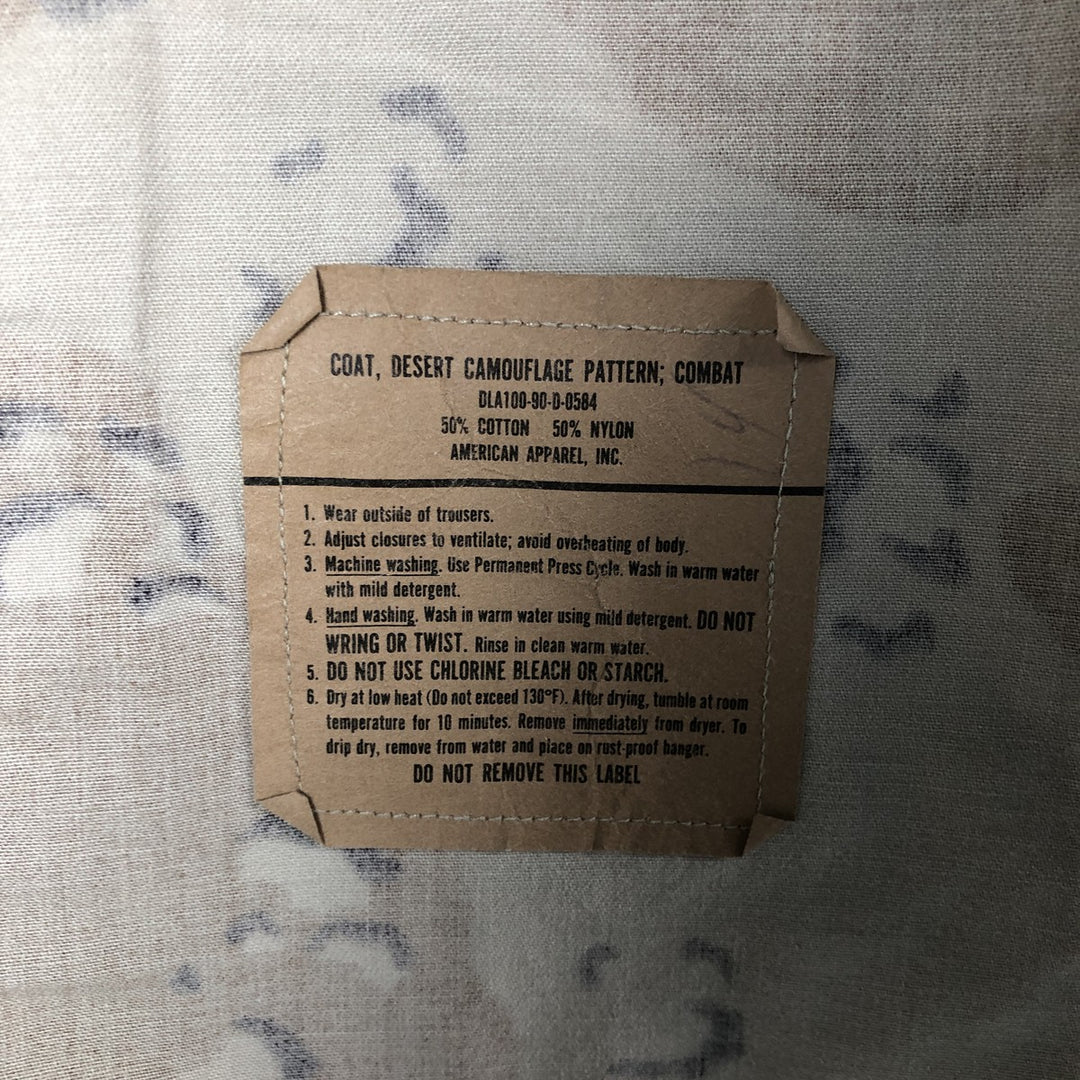 COAT, DESERT CAMOUFLAGE PATTERN; COMBAT
DLA100-90-D-0584
50% COTTON 50% NYLON
AMERICAN APPAREL, INC.
1. Wear outside of trousers.
2. Adjust closures to ventilate; avoid overheating of body.
3. Machine washing. Use Permanent Press Cycle. Wash in warm water
with mild detergent.
4. Hand washing. Wash in warm water using mild detergent. DO NOT
WRING OR TWIST. Rinse in clean warm water.
5. DO NOT USE CHLORINE BLEACH OR STARCH.
6. Dry at low heat (Do not exceed 130°F). After drying, tumble at room
temperature for 10 minutes. Remove immediately from dryer. To
drip dry, remove from water and place on rust-proof hanger.
DO NOT REMOVE THIS LABEL